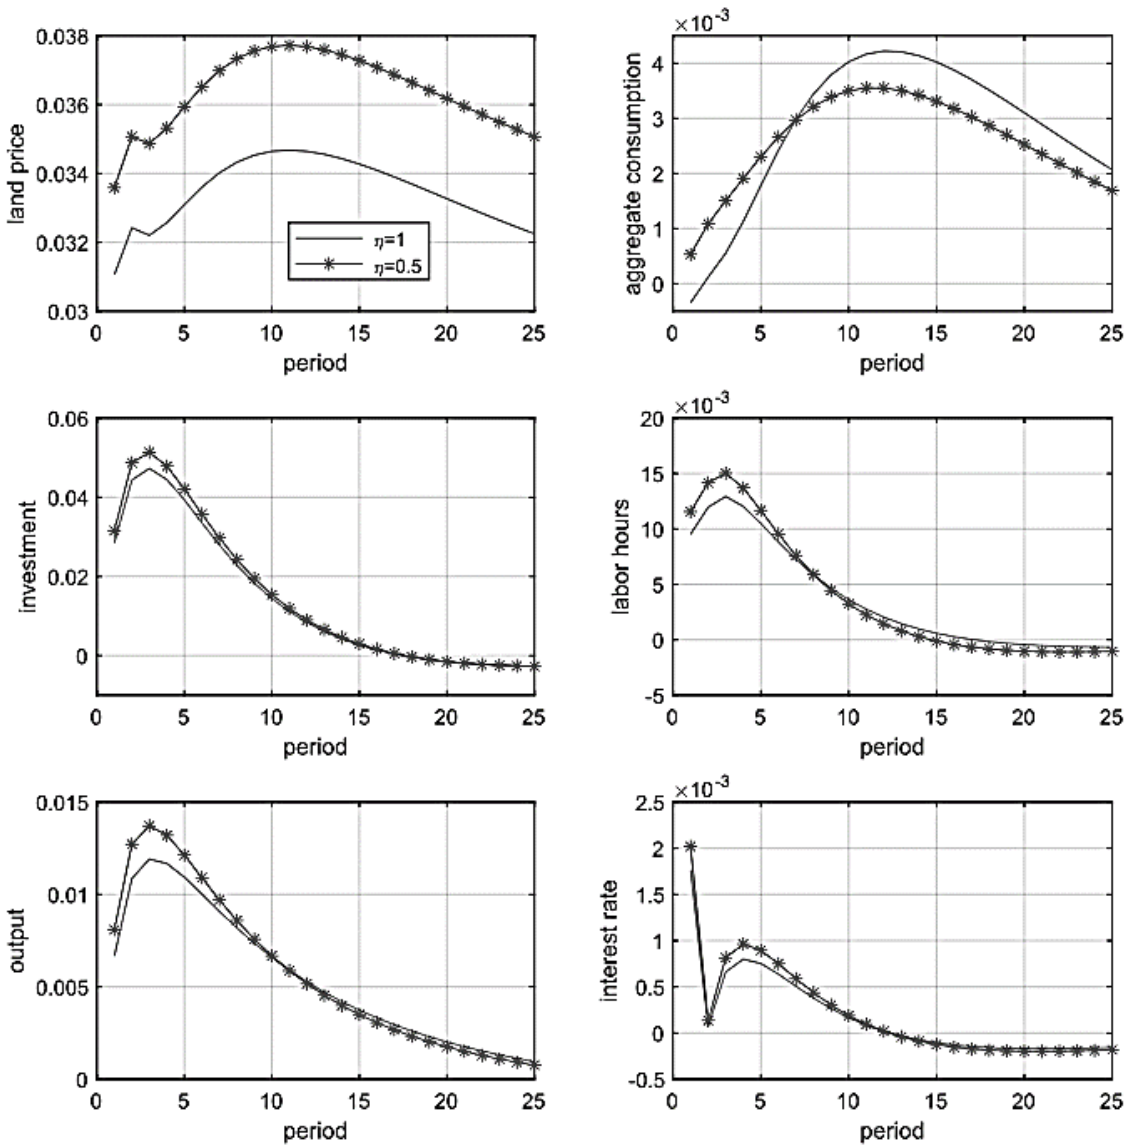 0.038
0.036
0.034
0.032
0.03
land price
η=1
η=0.5
0 5 10 15 20 25
period
×10-3
4
3
2
1
0
aggregate consumption
0 5 10 15 20 25
period
0.06
0.04
0.02
0
investment
0 5 10 15 20 25
period
20 ×10-3
15
10
5
0
-5
labor hours
0 5 10 15 20 25
period
0.015
0.01
0.005
0
output
0 5 10 15 20 25
period
2.5 ×10-3
2
1.5
1
0.5
0
-0.5
interest rate
0 5 10 15 20 25
period